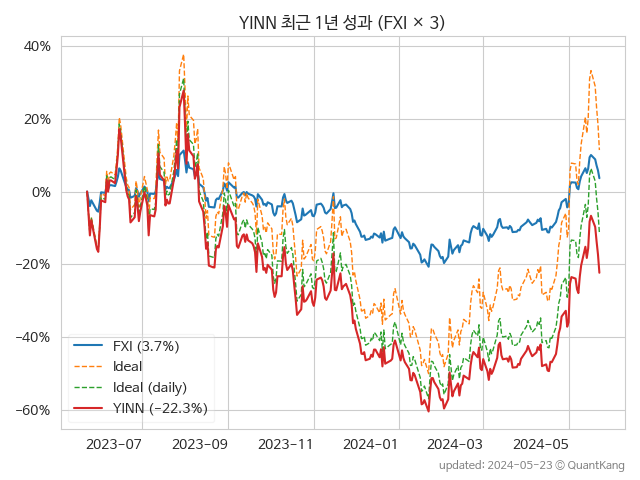 YINN 최근 1년 성과 (FXI × 3)
40%
20%
0%
−20%
−40%
−60%
FXI (3.7%)
Ideal
Ideal (daily)
YINN (−22.3%)
2023-07
2023-09
2023-11
2024-01
2024-03
2024-05
updated: 2024-05-23 ⓒ QuantKang